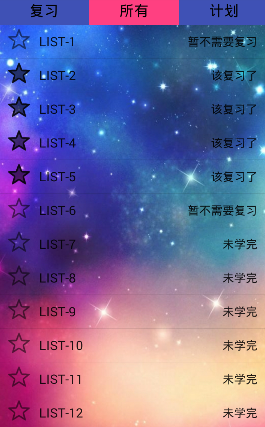 复习 所有 计划
LIST-1 暂不需要复习
LIST-2 该复习了
LIST-3 该复习了
LIST-4 该复习了
LIST-5 该复习了
LIST-6 暂不需要复习
LIST-7 未学完
LIST-8 未学完
LIST-9 未学完
LIST-10 未学完
LIST-11 未学完
LIST-12 未学完